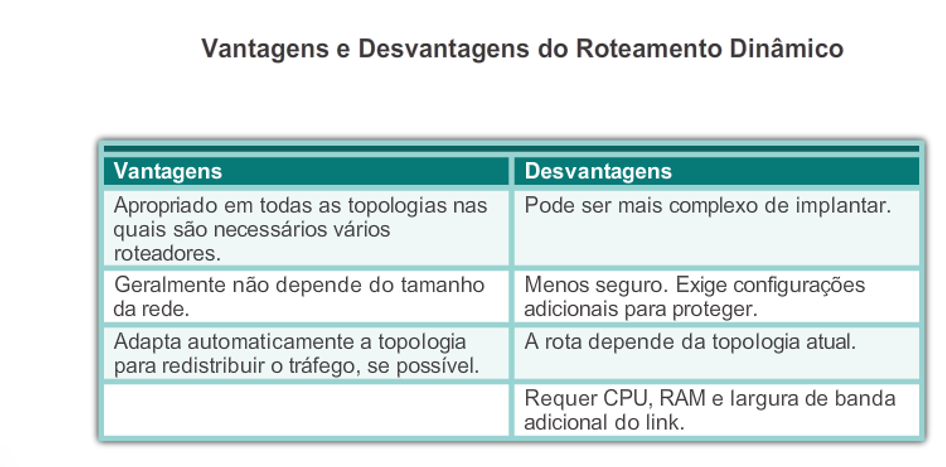 Vantagens e Desvantagens do Roteamento Dinâmico
Vantagens
Desvantagens
Apropriado em todas as topologias nas
quais são necessários vários
roteadores.
Pode ser mais complexo de implantar.
Geralmente não depende do tamanho
da rede.
Menos seguro. Exige configurações
adicionais para proteger.
Adapta automaticamente a topologia
para redistribuir o tráfego, se possível.
A rota depende da topologia atual.
Requer CPU, RAM e largura de banda
adicional do link.